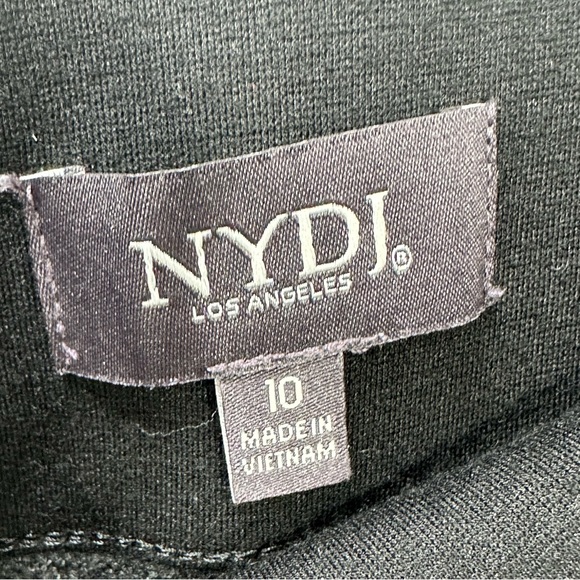 NYDJ®
LOS ANGELES
10
MADE IN
VIETNAM